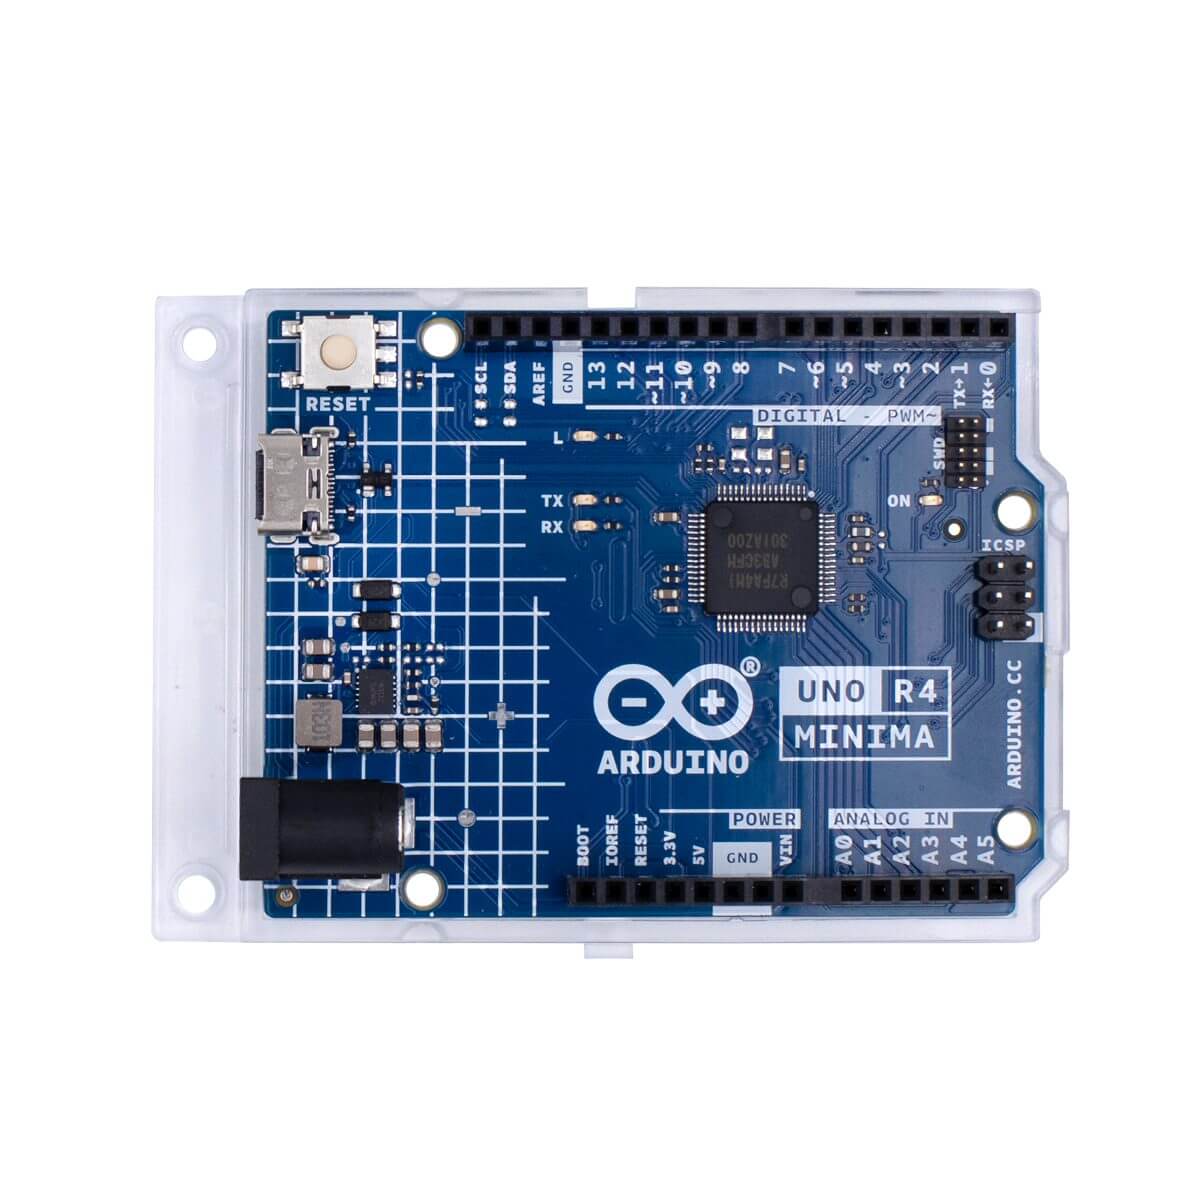 RESET
SCL
SDA
AREF
GND
13
12
~11
~10
~9
8
7
~6
~5
4
~3
2
TX→1
RX←0
DIGITAL - PWM~
L
TX
RX
SWD
ON
ICSP
R7FA4M1
AB3CFM
301AZ00
103N
®
ARDUINO
UNO R4
MINIMA
ARDUINO.CC
POWER
ANALOG IN
BOOT
IOREF
RESET
3.3V
5V
GND
VIN
A0
A1
A2
A3
A4
A5